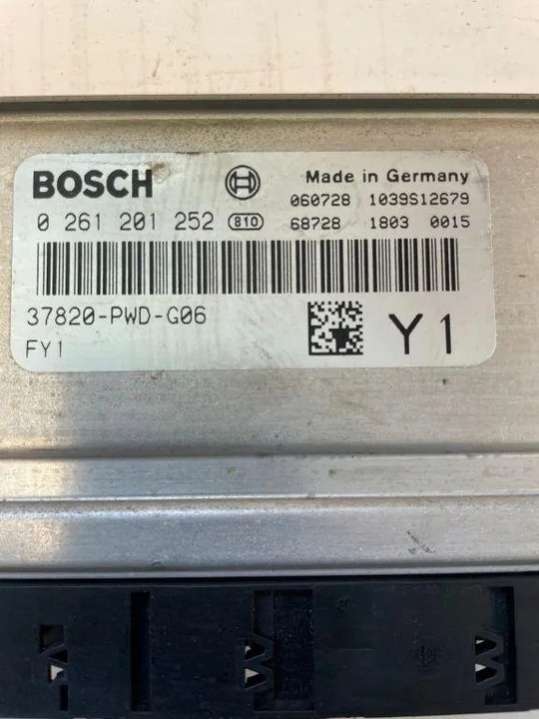 BOSCH
Made in Germany
060728 1039S12679
0 261 201 252 810
68728 1803 0015
37820-PWD-G06
FY1
Y1